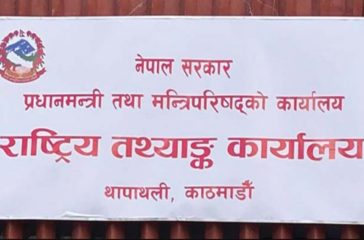 नेपाल सरकार
प्रधानमन्त्री तथा मन्त्रिपरिषद्को कार्यालय
राष्ट्रिय तथ्याङ्क कार्यालय
थापाथली, काठमाडौँ